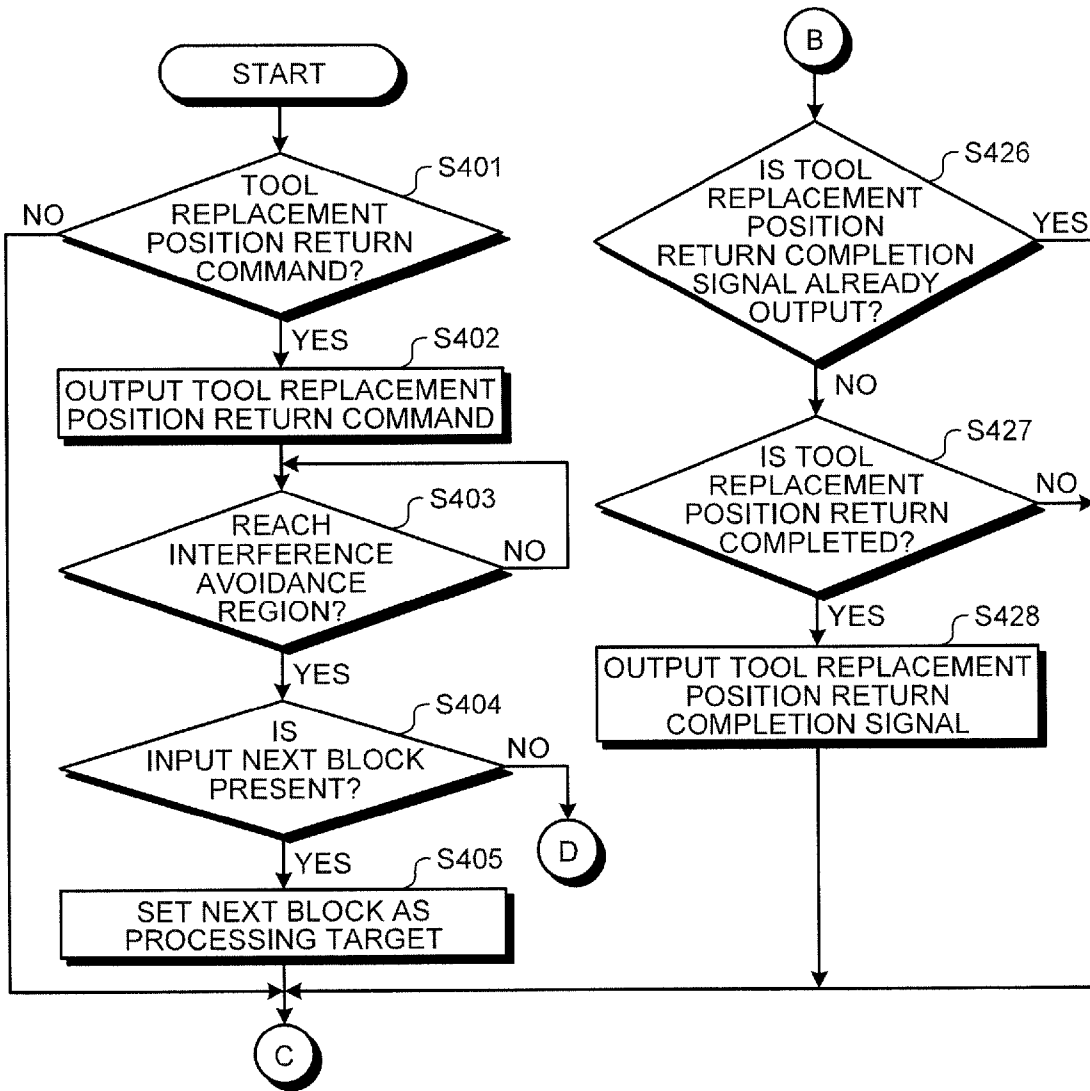 START
S401
TOOL
REPLACEMENT
POSITION RETURN
COMMAND?
NO
YES
S402
OUTPUT TOOL REPLACEMENT
POSITION RETURN COMMAND
S403
REACH
INTERFERENCE
AVOIDANCE
REGION?
NO
YES
S404
IS
INPUT NEXT BLOCK
PRESENT?
NO
D
YES
S405
SET NEXT BLOCK AS
PROCESSING TARGET
C
B
S426
IS TOOL
REPLACEMENT
POSITION
RETURN COMPLETION
SIGNAL ALREADY
OUTPUT?
YES
NO
S427
IS TOOL
REPLACEMENT
POSITION RETURN
COMPLETED?
NO
YES
S428
OUTPUT TOOL REPLACEMENT
POSITION RETURN
COMPLETION SIGNAL